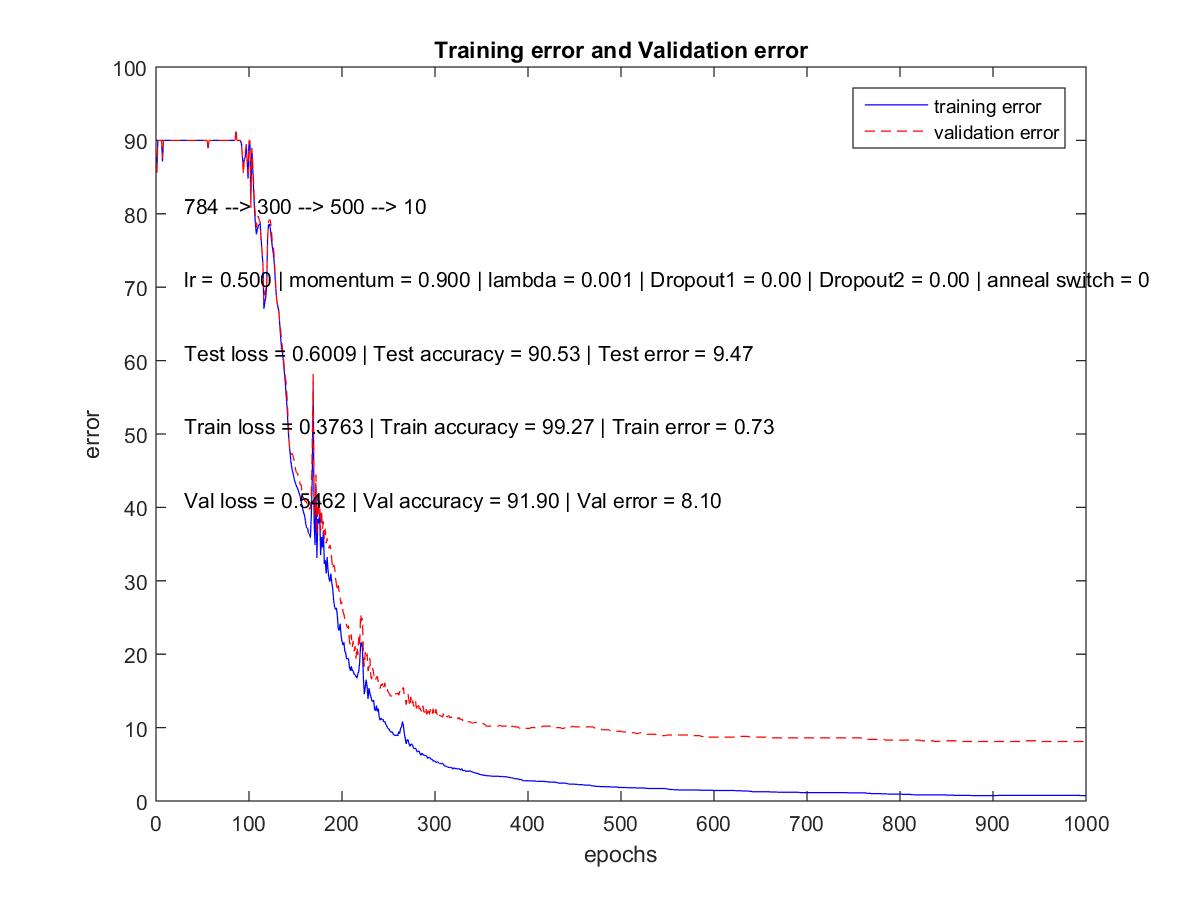 Training error and Validation error
100
90
80
70
60
50
40
30
20
10
0
error
training error
validation error
784 --> 300 --> 500 --> 10
lr = 0.500 | momentum = 0.900 | lambda = 0.001 | Dropout1 = 0.00 | Dropout2 = 0.00 | anneal switch = 0
Test loss = 0.6009 | Test accuracy = 90.53 | Test error = 9.47
Train loss = 0.3763 | Train accuracy = 99.27 | Train error = 0.73
Val loss = 0.5462 | Val accuracy = 91.90 | Val error = 8.10
0 100 200 300 400 500 600 700 800 900 1000
epochs